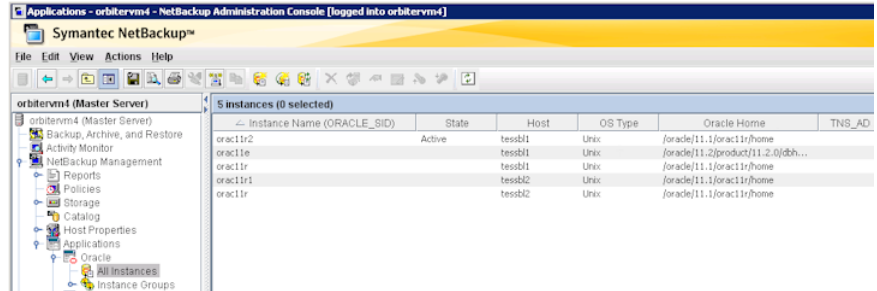 Applications - orbitervm4 - NetBackup Administration Console [logged into orbitervm4]
Symantec NetBackup™
File Edit View Actions Help
orbitervm4 (Master Server)
5 instances (0 selected)
orbitervm4 (Master Server)
Backup, Archive, and Restore
Activity Monitor
NetBackup Management
Reports
Policies
Storage
Catalog
Host Properties
Applications
Oracle
All Instances
Instance Groups
Instance Name (ORACLE_SID) State Host OS Type Oracle Home TNS_AD
orac11r2 Active tessbl1 Unix /oracle/11.1/orac11r/home
orac11e tessbl1 Unix /oracle/11.2/product/11.2.0/dbh...
orac11r tessbl1 Unix /oracle/11.1/orac11r/home
orac11r1 tessbl2 Unix /oracle/11.1/orac11r/home
orac11r tessbl2 Unix /oracle/11.1/orac11r/home